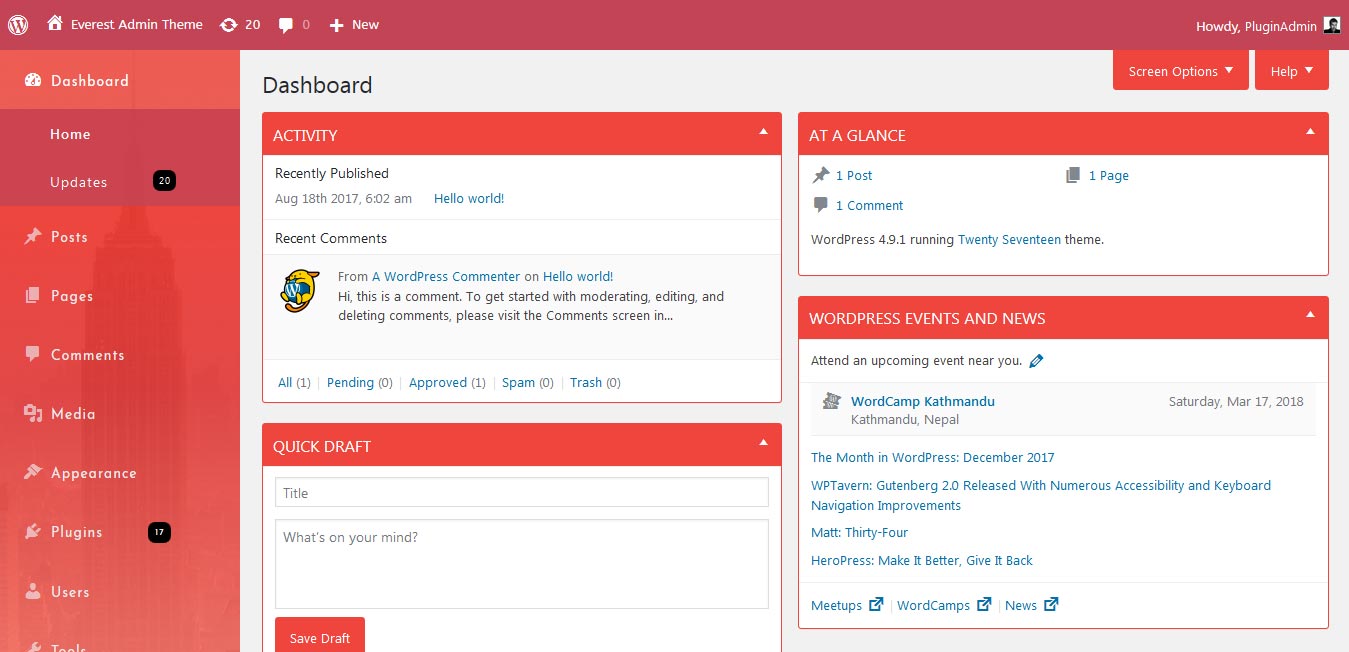 Everest Admin Theme 20 0 New
Howdy, PluginAdmin
Dashboard
Home
Updates 20
Posts
Pages
Comments
Media
Appearance
Plugins 17
Users
Tools
Screen Options
Help
Dashboard
ACTIVITY
Recently Published
Aug 18th 2017, 6:02 am Hello world!
Recent Comments
From A WordPress Commenter on Hello world!
Hi, this is a comment. To get started with moderating, editing, and
deleting comments, please visit the Comments screen in...
All (1) | Pending (0) | Approved (1) | Spam (0) | Trash (0)
QUICK DRAFT
Title
What's on your mind?
Save Draft
AT A GLANCE
1 Post
1 Page
1 Comment
WordPress 4.9.1 running Twenty Seventeen theme.
WORDPRESS EVENTS AND NEWS
Attend an upcoming event near you.
WordCamp Kathmandu Saturday, Mar 17, 2018
Kathmandu, Nepal
The Month in WordPress: December 2017
WPTavern: Gutenberg 2.0 Released With Numerous Accessibility and Keyboard
Navigation Improvements
Matt: Thirty-Four
HeroPress: Make It Better, Give It Back
Meetups | WordCamps | News